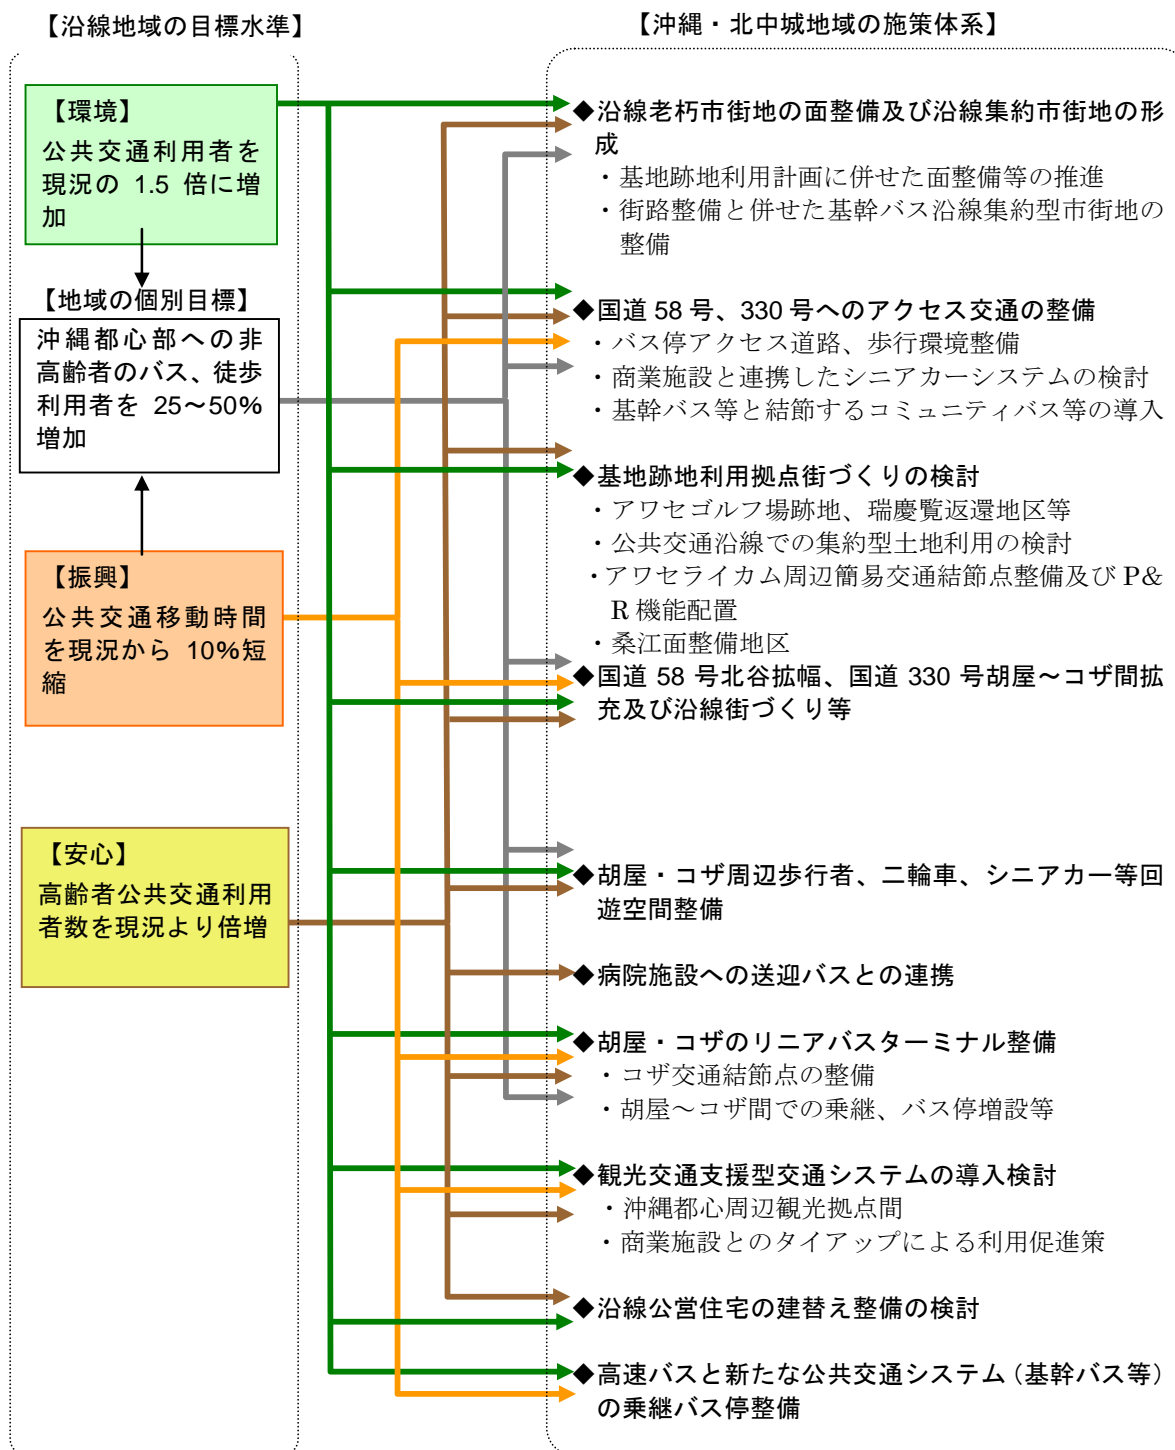 【沿線地域の目標水準】
【環境】
公共交通利用者を
現況の 1.5 倍に増
加
【地域の個別目標】
沖縄都心部への非
高齢者のバス、徒歩
利用者を 25～50%
増加
【振興】
公共交通移動時間
を現況から 10%短
縮
【安心】
高齢者公共交通利用
者数を現況より倍増
【沖縄・北中城地域の施策体系】
◆沿線老朽市街地の面整備及び沿線集約市街地の形
成
・基地跡地利用計画に併せた面整備等の推進
・街路整備と併せた基幹バス沿線集約型市街地の
整備
◆国道 58 号、330 号へのアクセス交通の整備
・バス停アクセス道路、歩行環境整備
・商業施設と連携したシニアカーシステムの検討
・基幹バス等と結節するコミュニティバス等の導入
◆基地跡地利用拠点街づくりの検討
・アワセゴルフ場跡地、瑞慶覧返還地区等
・公共交通沿線での集約型土地利用の検討
・アワセライカム周辺簡易交通結節点整備及び P&
R 機能配置
・桑江面整備地区
◆国道 58 号北谷拡幅、国道 330 号胡屋～コザ間拡
充及び沿線街づくり等
◆胡屋・コザ周辺歩行者、二輪車、シニアカー等回
遊空間整備
◆病院施設への送迎バスとの連携
◆胡屋・コザのリニアバスターミナル整備
・コザ交通結節点の整備
・胡屋～コザ間での乗継、バス停増設等
◆観光交通支援型交通システムの導入検討
・沖縄都心周辺観光拠点間
・商業施設とのタイアップによる利用促進策
◆沿線公営住宅の建替え整備の検討
◆高速バスと新たな公共交通システム（基幹バス等）
の乗継バス停整備